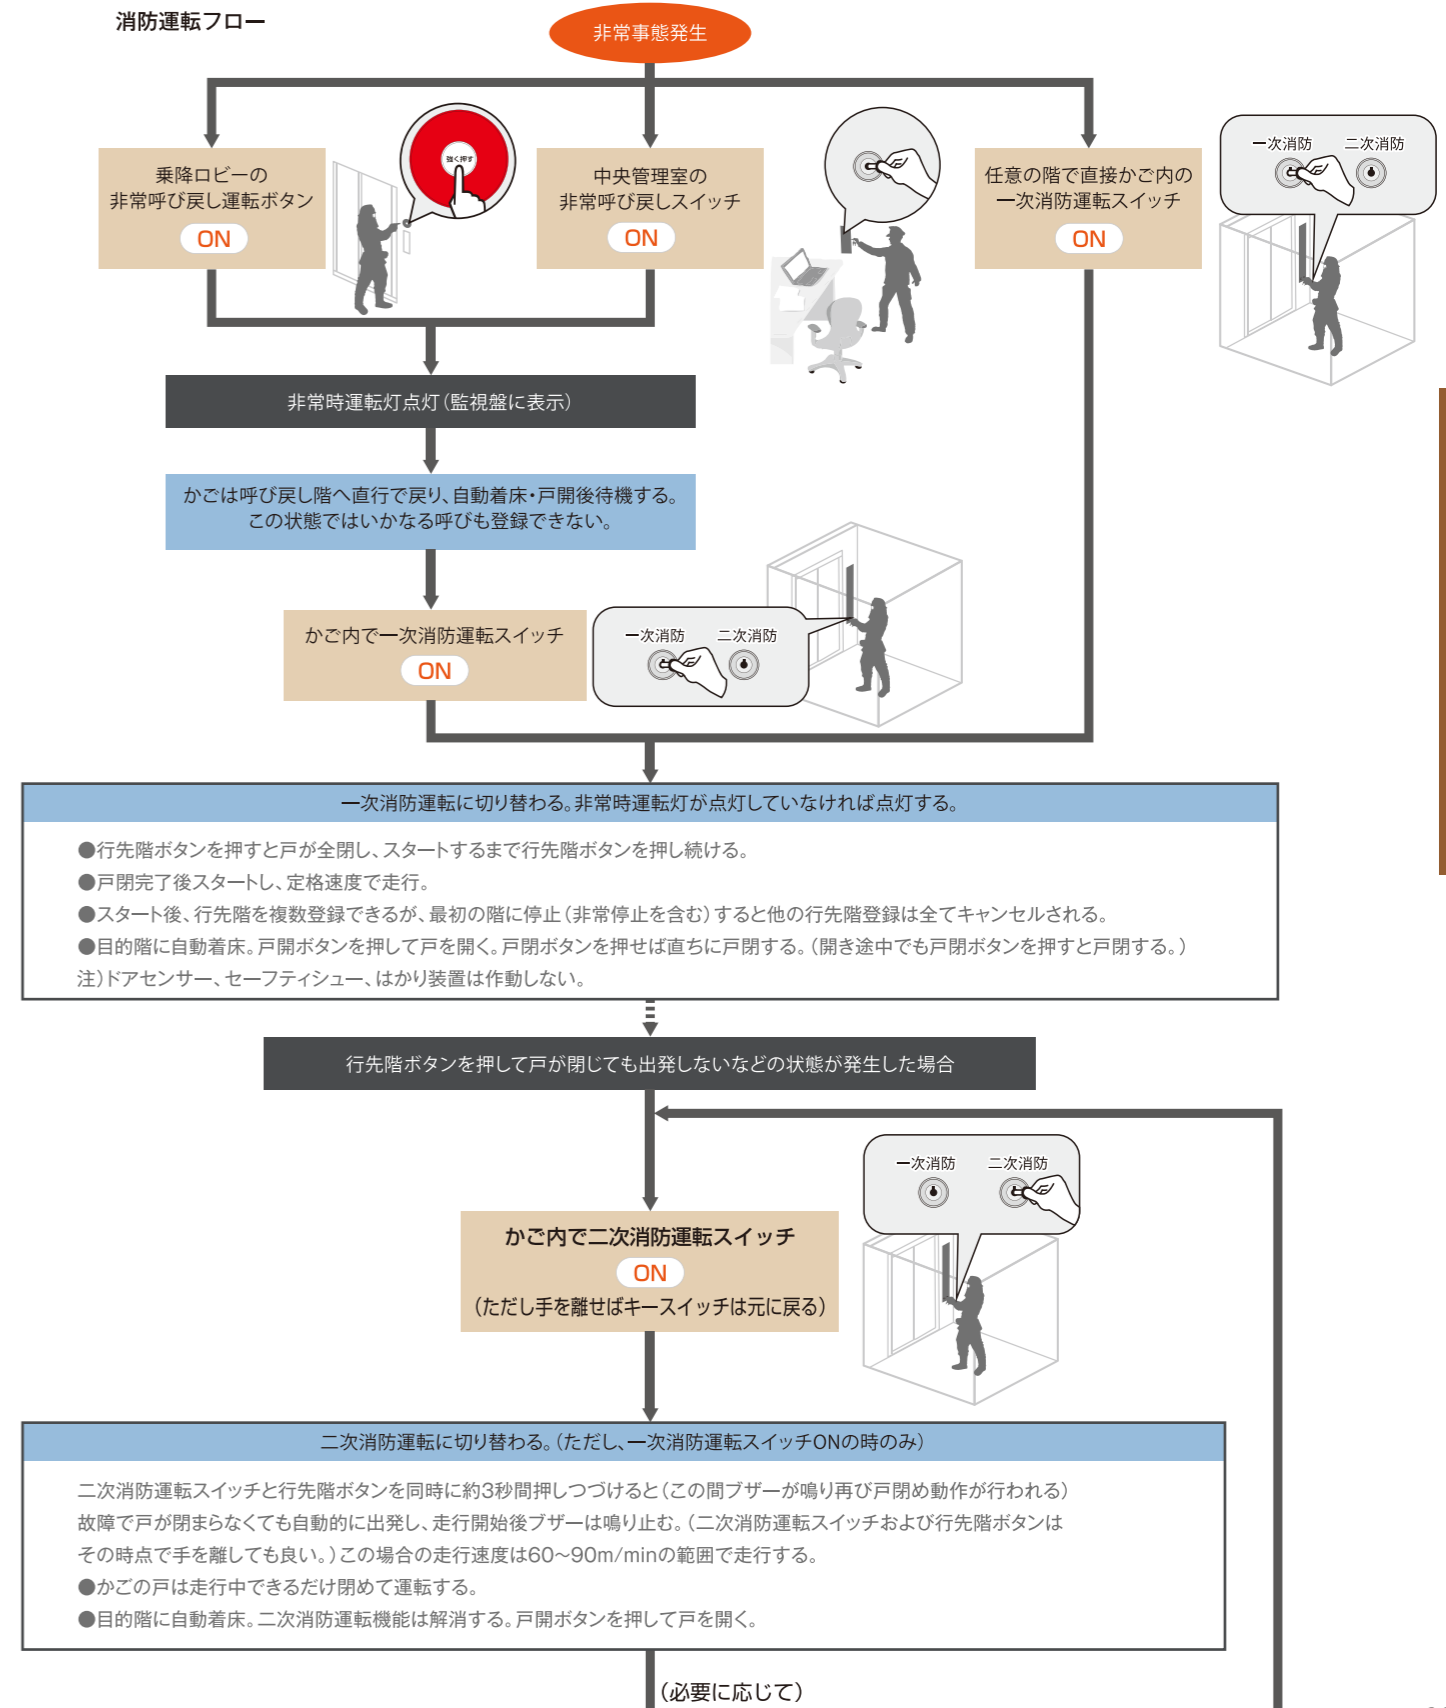 消防運転フロー
非常事態発生
乗降ロビーの
非常呼び戻し運転ボタン
ON
強く押す
中央管理室の
非常呼び戻しスイッチ
ON
任意の階で直接かご内の
一次消防運転スイッチ
ON
一次消防 二次消防
非常時運転灯点灯(監視盤に表示)
かごは呼び戻し階へ直行で戻り、自動着床・戸開後待機する。
この状態ではいかなる呼びも登録できない。
かご内で一次消防運転スイッチ
ON
一次消防 二次消防
一次消防運転に切り替わる。非常時運転灯が点灯していなければ点灯する。
●行先階ボタンを押すと戸が全閉し、スタートするまで行先階ボタンを押し続ける。
●戸閉完了後スタートし、定格速度で走行。
●スタート後、行先階を複数登録できるが、最初の階に停止(非常停止を含む)すると他の行先階登録は全てキャンセルされる。
●目的階に自動着床。戸開ボタンを押して戸を開く。戸閉ボタンを押せば直ちに戸閉する。(開き途中でも戸閉ボタンを押すと戸閉する。)
注)ドアセンサー、セーフティシュー、はかり装置は作動しない。
行先階ボタンを押して戸が閉じても出発しないなどの状態が発生した場合
一次消防 二次消防
かご内で二次消防運転スイッチ
ON
(ただし手を離せばキースイッチは元に戻る)
二次消防運転に切り替わる。(ただし、一次消防運転スイッチONの時のみ)
二次消防運転スイッチと行先階ボタンを同時に約3秒間押しつづけると(この間ブザーが鳴り再び戸閉め動作が行われる)
故障で戸が閉まらなくても自動的に出発し、走行開始後ブザーは鳴り止む。(二次消防運転スイッチおよび行先階ボタンは
その時点で手を離しても良い。)この場合の走行速度は60〜90m/minの範囲で走行する。
●かごの戸は走行中できるだけ閉めて運転する。
●目的階に自動着床。二次消防運転機能は解消する。戸開ボタンを押して戸を開く。
(必要に応じて)